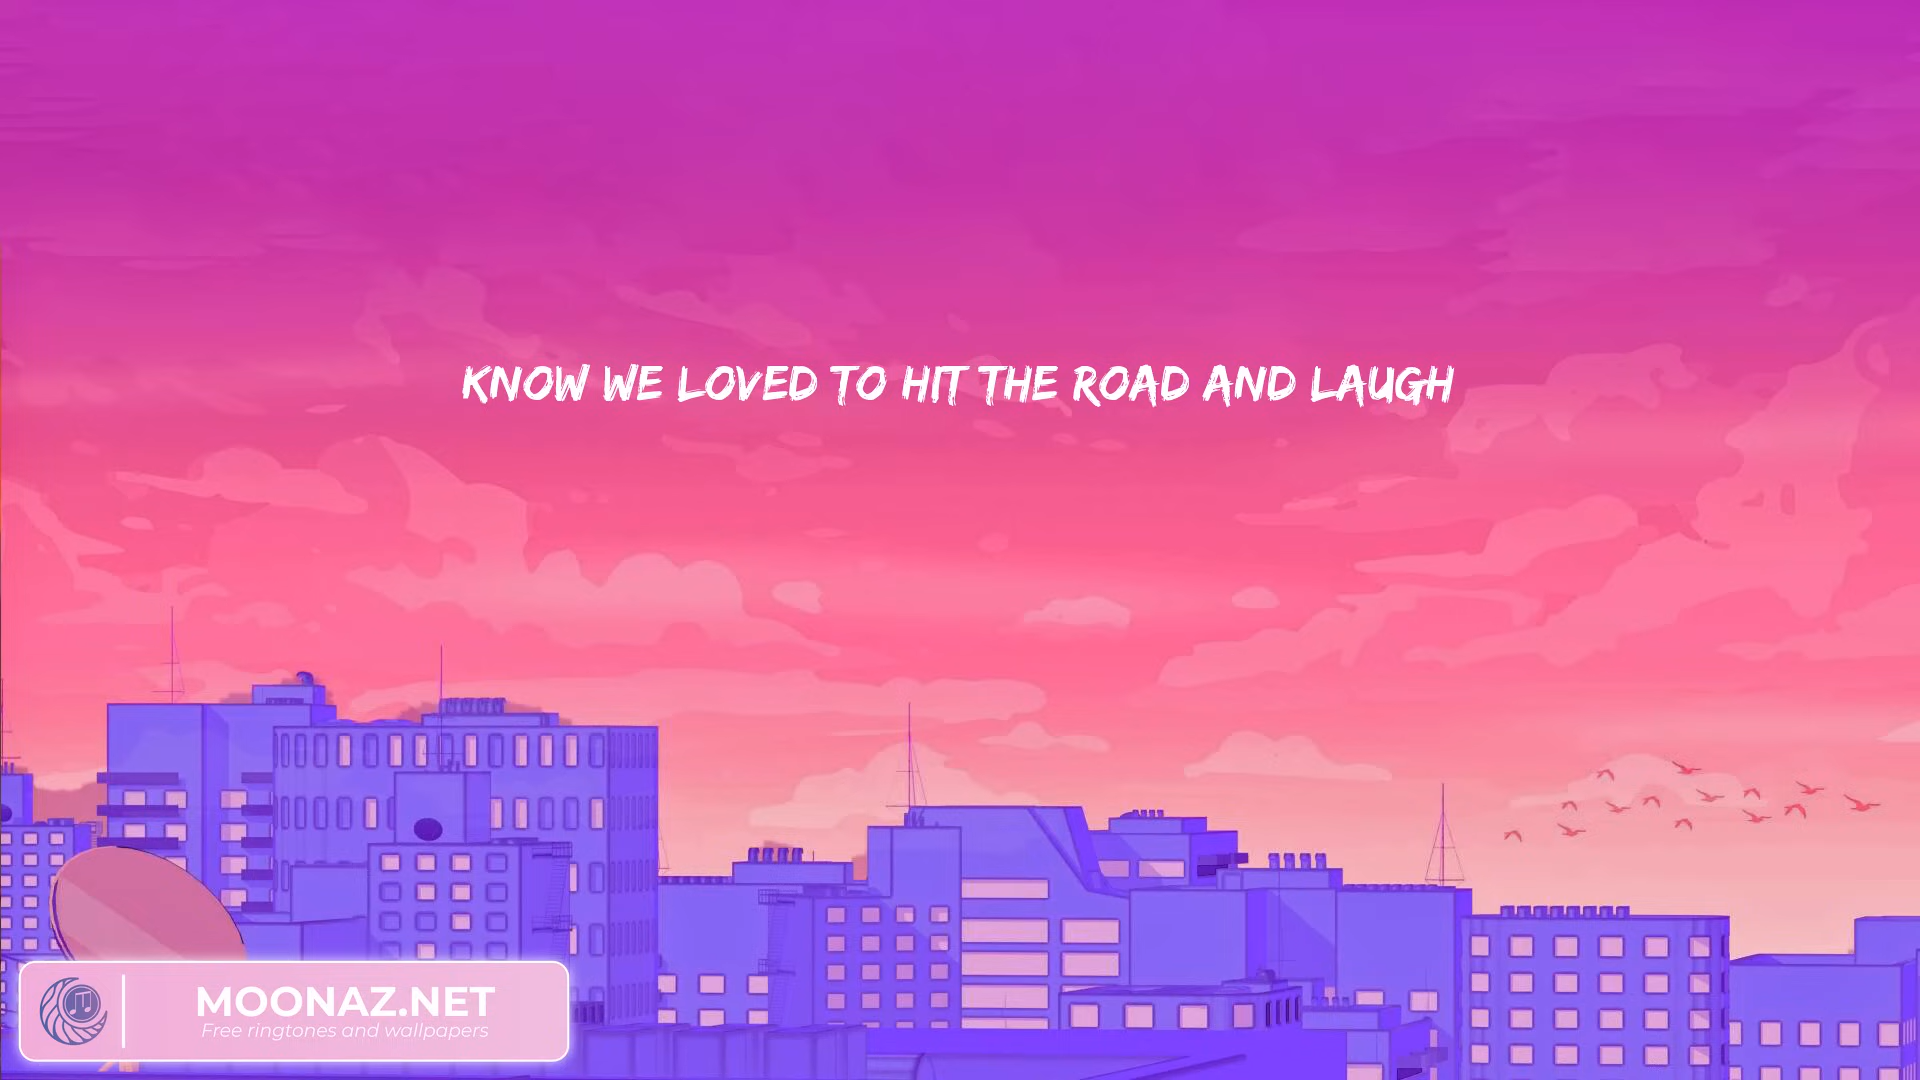 KNOW WE LOVED TO HIT THE ROAD AND LAUGH
MOONAZ.NET
Free ringtones and wallpapers